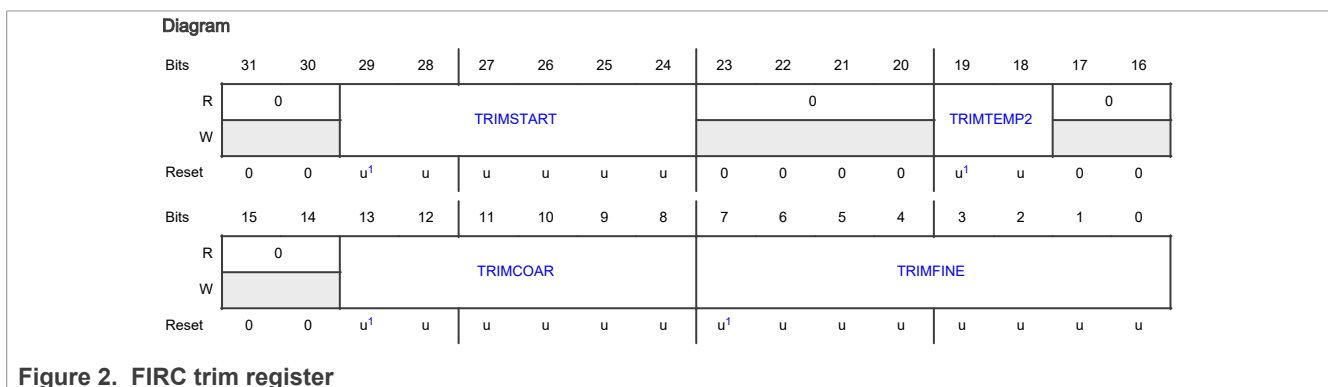 Diagram
Bits 31 30 29 28 27 26 25 24 23 22 21 20 19 18 17 16
R 0 TRIMSTART 0 TRIMTEMP2 0
W
Reset 0 0 u1 u u u u u 0 0 0 0 u1 u 0 0
Bits 15 14 13 12 11 10 9 8 7 6 5 4 3 2 1 0
R 0 TRIMCOAR TRIMFINE
W
Reset 0 0 u1 u u u u u u1 u u u u u u u
Figure 2. FIRC trim register